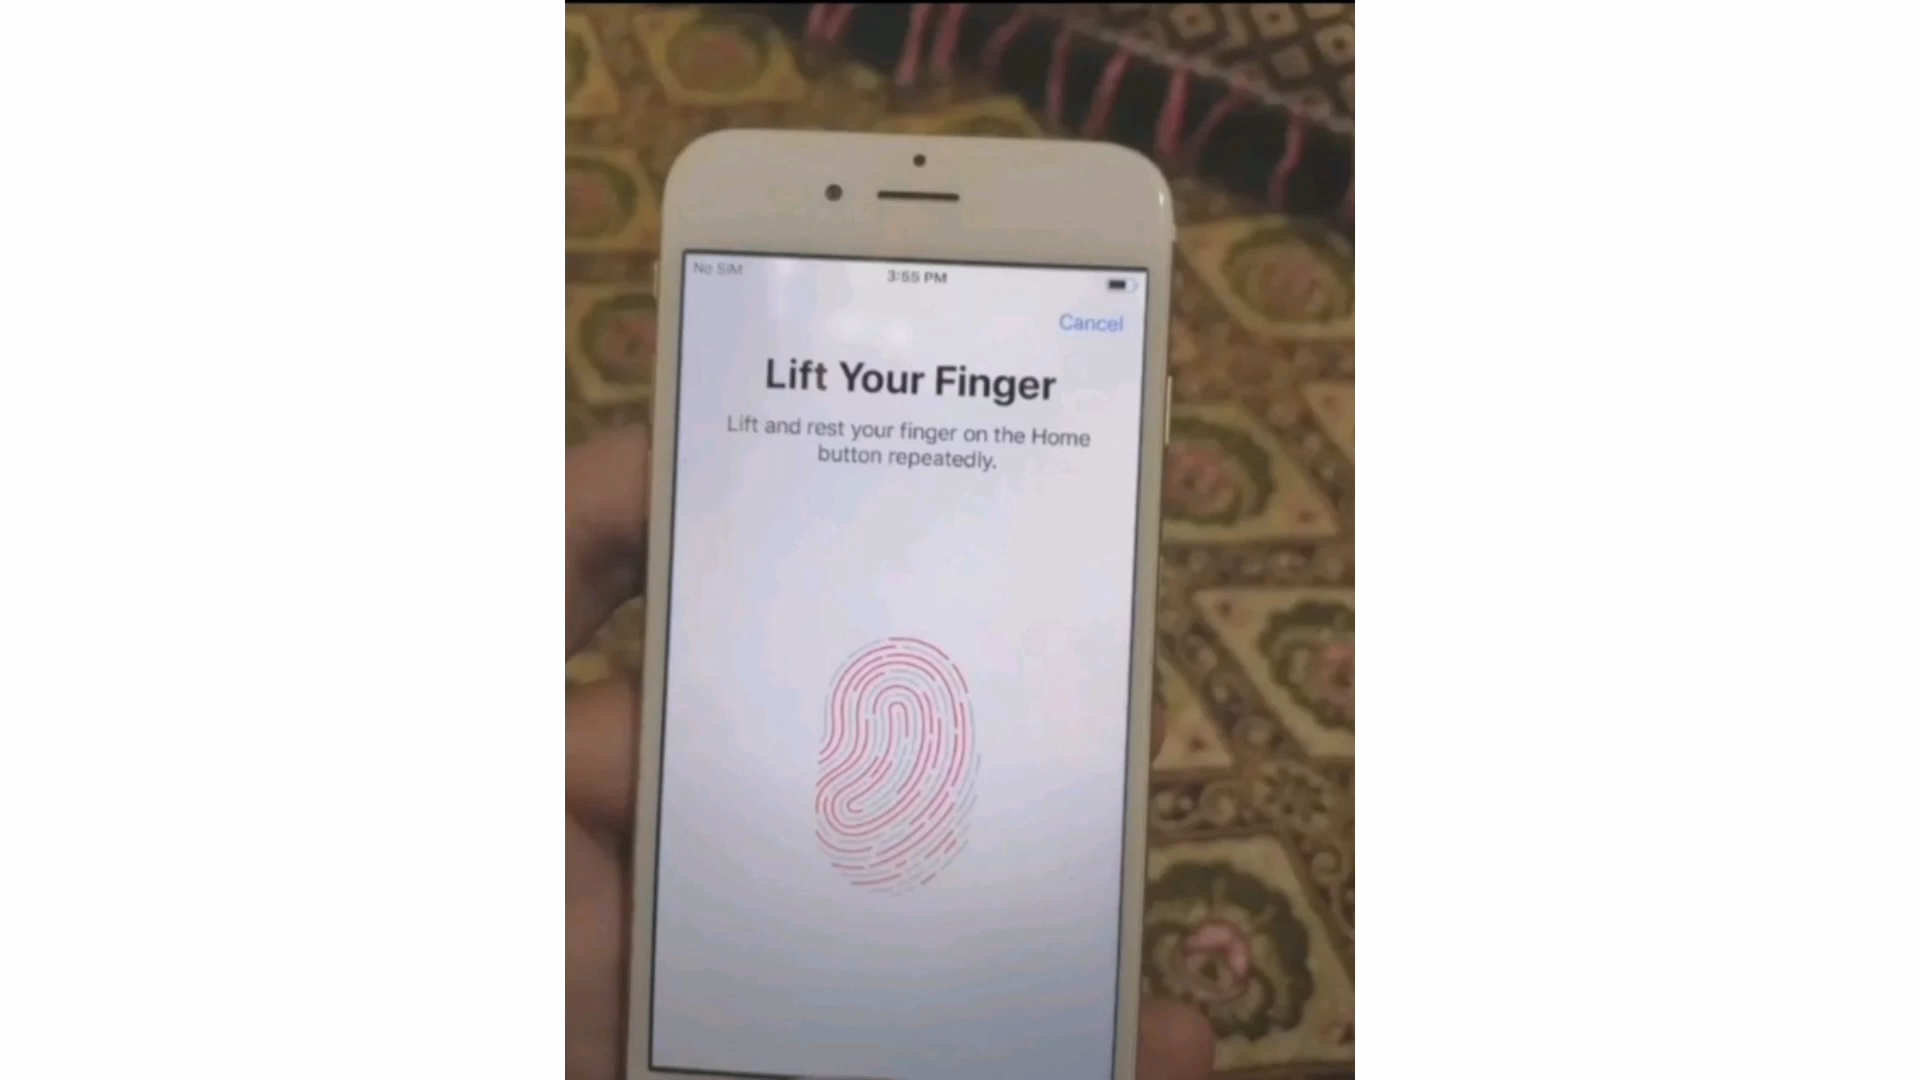 No SIM
3:55 PM
Cancel
Lift Your Finger
Lift and rest your finger on the Home
button repeatedly.